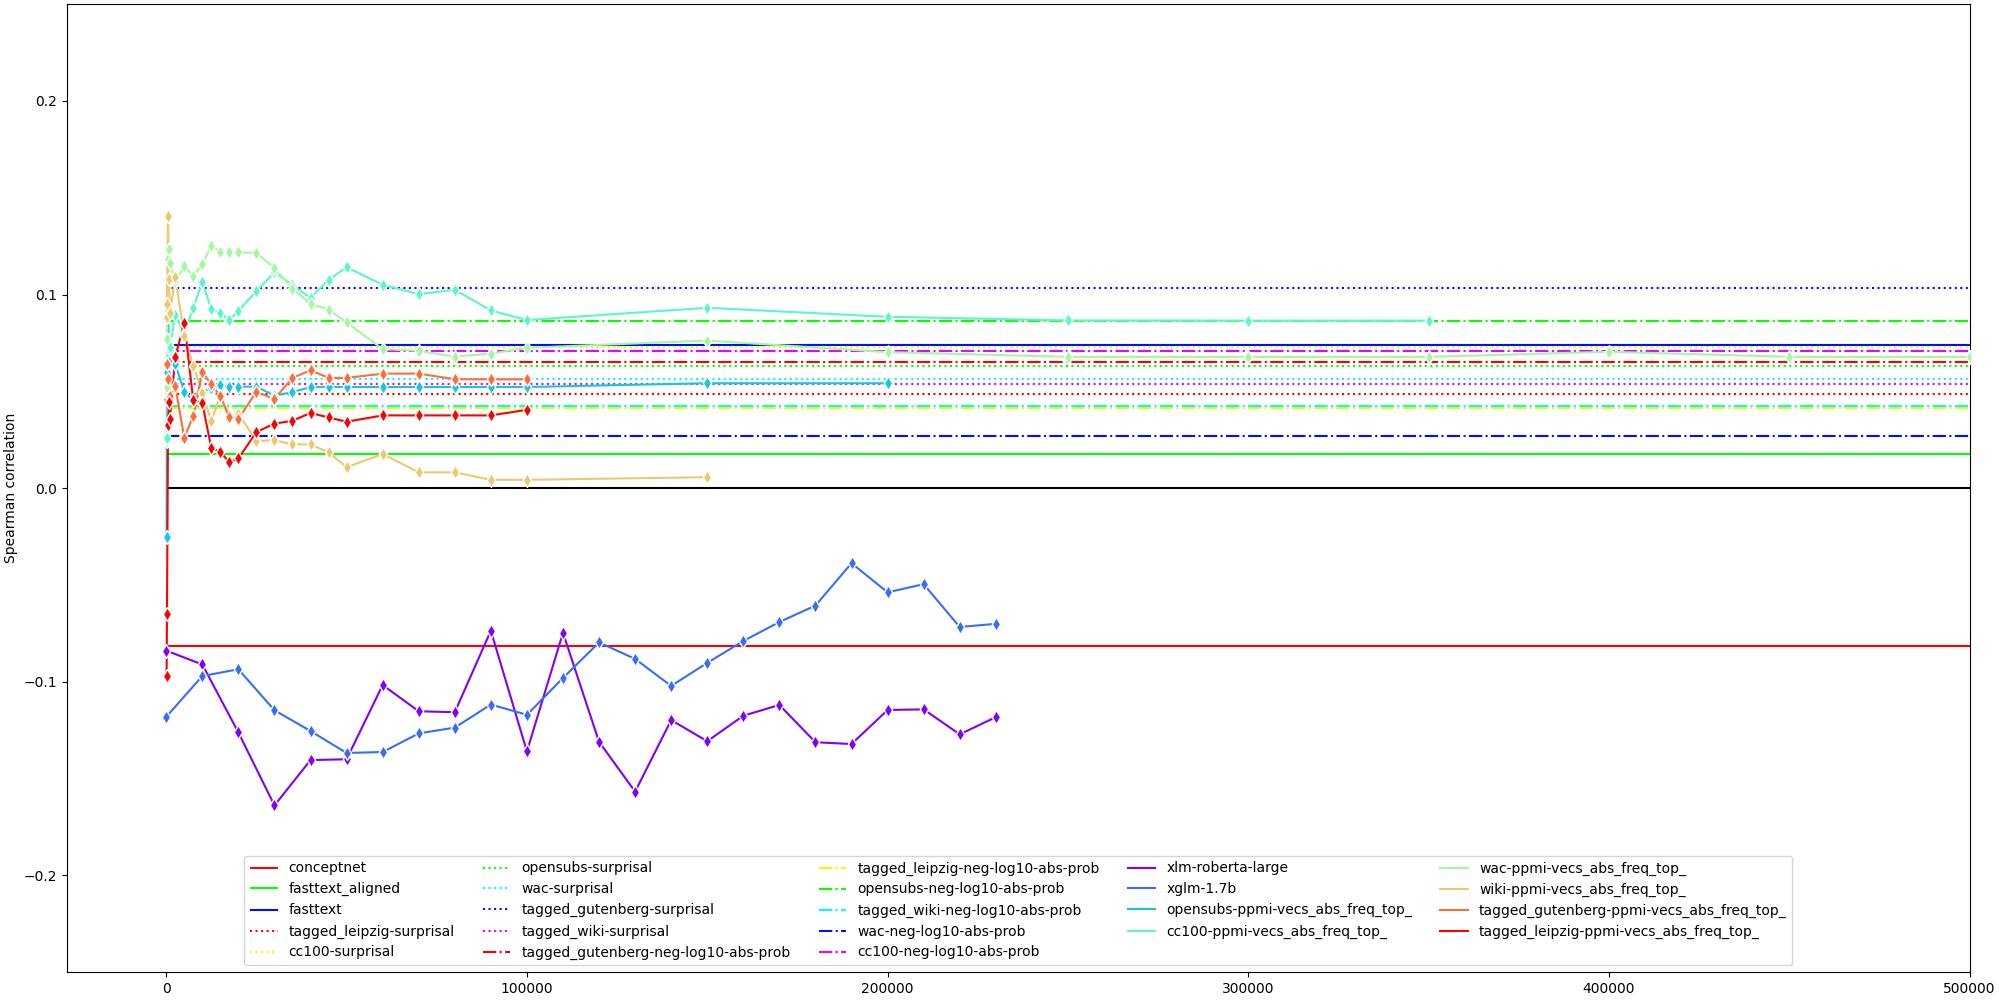 0.2
0.1
0.0
−0.1
−0.2
Spearman correlation
conceptnet
fasttext_aligned
fasttext
tagged_leipzig-surprisal
cc100-surprisal
opensubs-surprisal
wac-surprisal
tagged_gutenberg-surprisal
tagged_wiki-surprisal
tagged_gutenberg-neg-log10-abs-prob
tagged_leipzig-neg-log10-abs-prob
opensubs-neg-log10-abs-prob
tagged_wiki-neg-log10-abs-prob
wac-neg-log10-abs-prob
cc100-neg-log10-abs-prob
xlm-roberta-large
xglm-1.7b
opensubs-ppmi-vecs_abs_freq_top_
cc100-ppmi-vecs_abs_freq_top_
wac-ppmi-vecs_abs_freq_top_
wiki-ppmi-vecs_abs_freq_top_
tagged_gutenberg-ppmi-vecs_abs_freq_top_
tagged_leipzig-ppmi-vecs_abs_freq_top_
0
100000
200000
300000
400000
500000